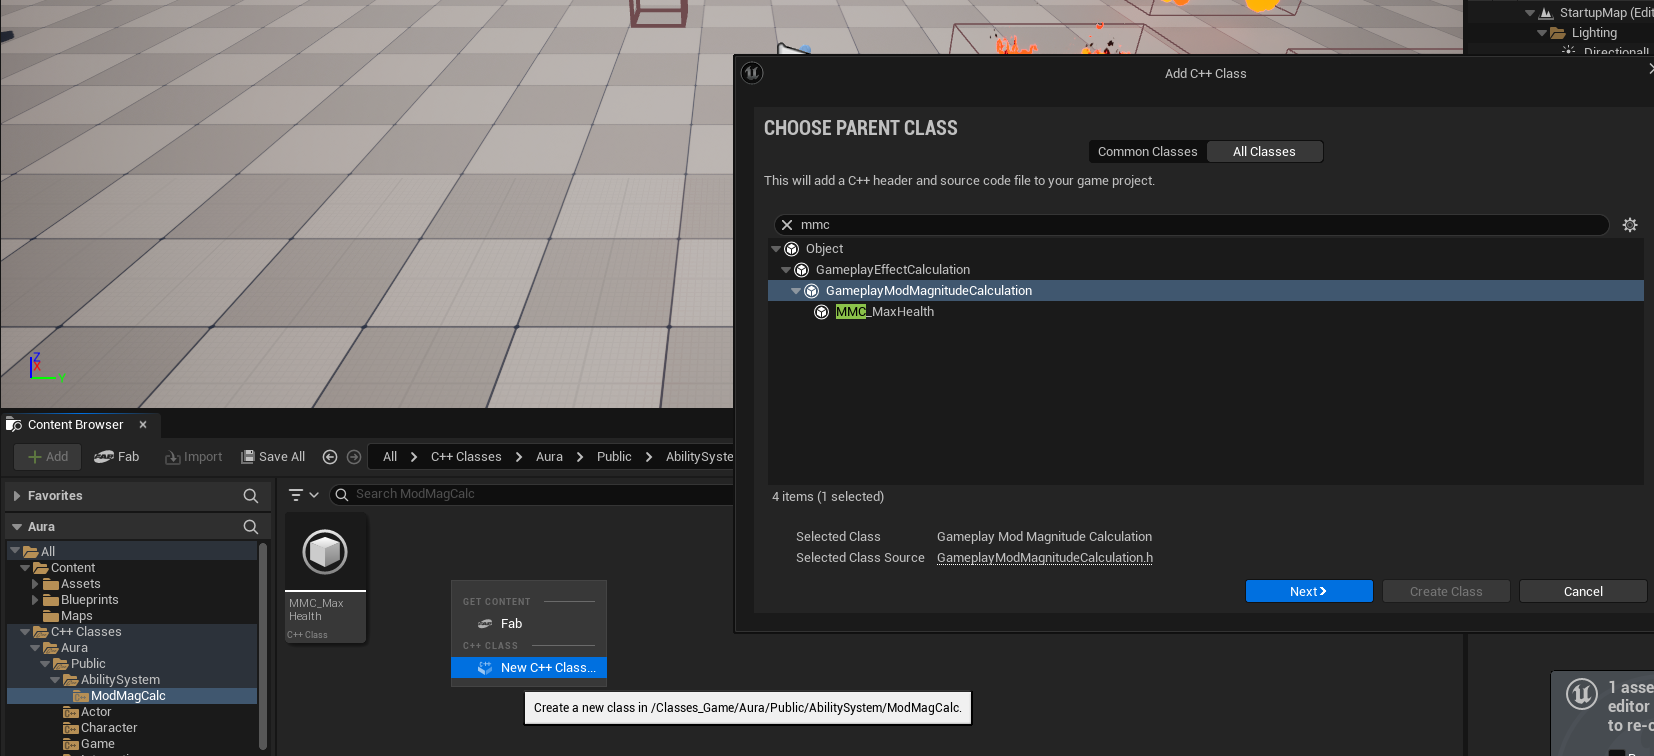 StartupMap (Edit
Lighting
DirectionalL
Add C++ Class
CHOOSE PARENT CLASS
Common Classes
All Classes
This will add a C++ header and source code file to your game project.
mmc
Object
GameplayEffectCalculation
GameplayModMagnitudeCalculation
MMC_MaxHealth
4 items (1 selected)
Selected Class Gameplay Mod Magnitude Calculation
Selected Class Source GameplayModMagnitudeCalculation.h
Next
Create Class
Cancel
Z
X
Y
Content Browser
Add
Fab
Import
Save All
All > C++ Classes > Aura > Public > AbilitySyste
Favorites
Search ModMagCalc
Aura
All
Content
Assets
Blueprints
Maps
C++ Classes
Aura
Public
AbilitySystem
ModMagCalc
Actor
Character
Game
MMC_Max
Health
C++ Class
GET CONTENT
Fab
C++ CLASS
New C++ Class...
Create a new class in /Classes_Game/Aura/Public/AbilitySystem/ModMagCalc.
1 asse
editor
to re-c